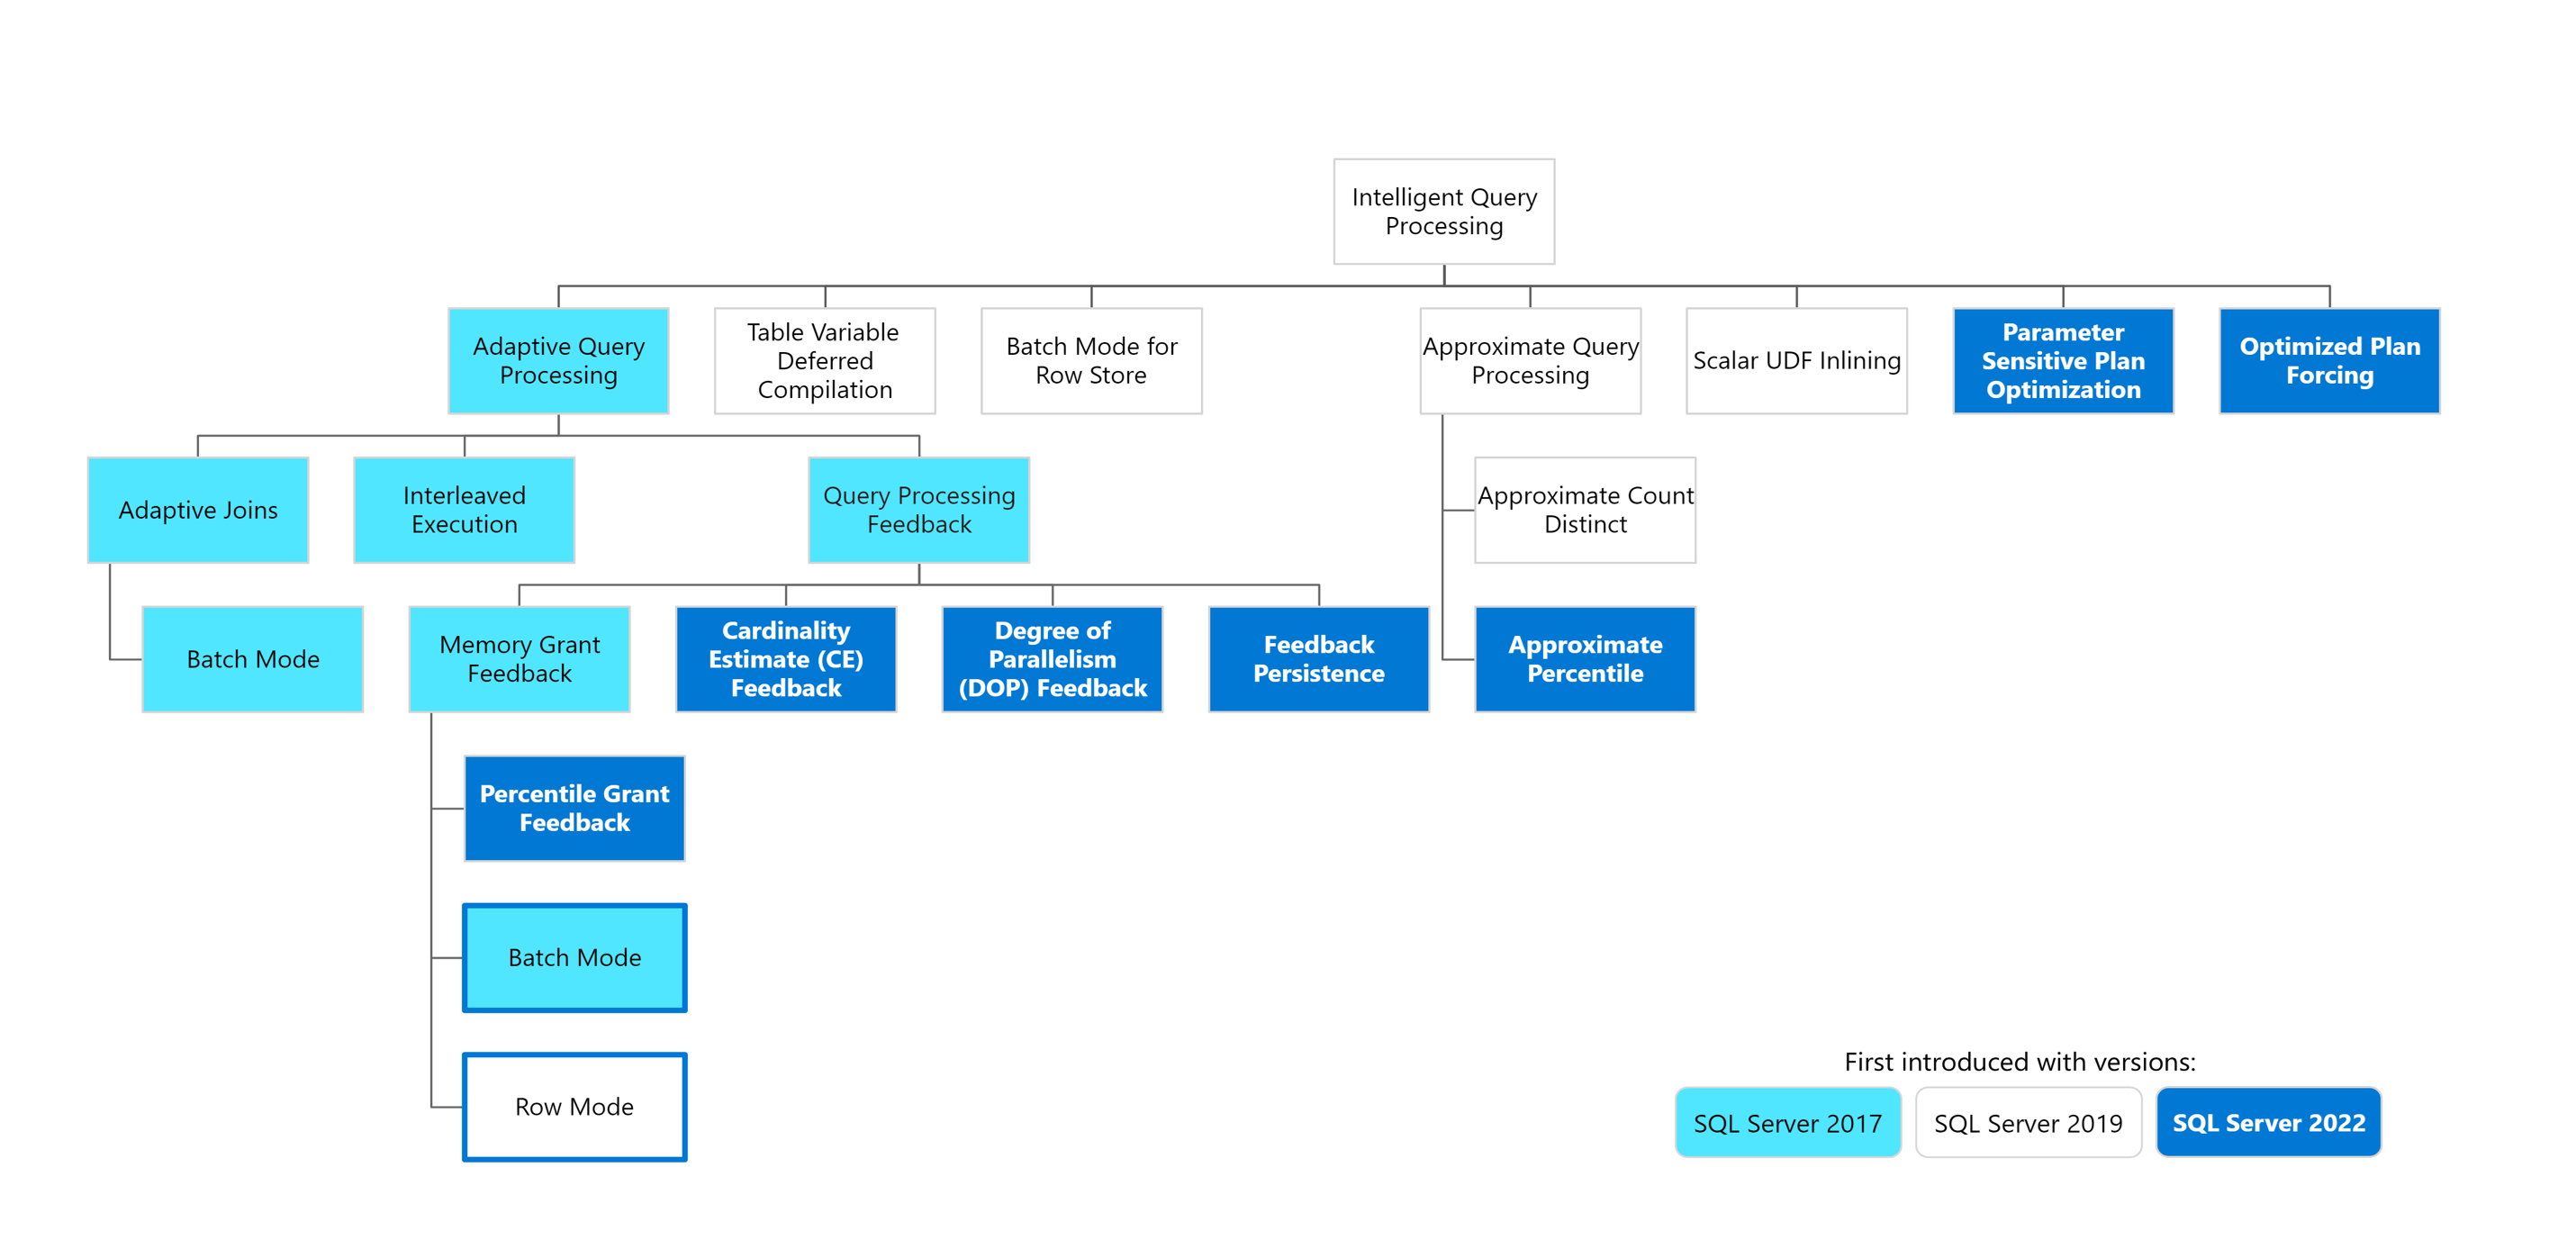 Intelligent Query
Processing
Adaptive Query
Processing
Table Variable
Deferred
Compilation
Batch Mode for
Row Store
Approximate Query
Processing
Scalar UDF Inlining
Parameter
Sensitive Plan
Optimization
Optimized Plan
Forcing
Adaptive Joins
Interleaved
Execution
Query Processing
Feedback
Approximate Count
Distinct
Batch Mode
Memory Grant
Feedback
Cardinality
Estimate (CE)
Feedback
Degree of
Parallelism
(DOP) Feedback
Feedback
Persistence
Approximate
Percentile
Percentile Grant
Feedback
Batch Mode
Row Mode
First introduced with versions:
SQL Server 2017
SQL Server 2019
SQL Server 2022